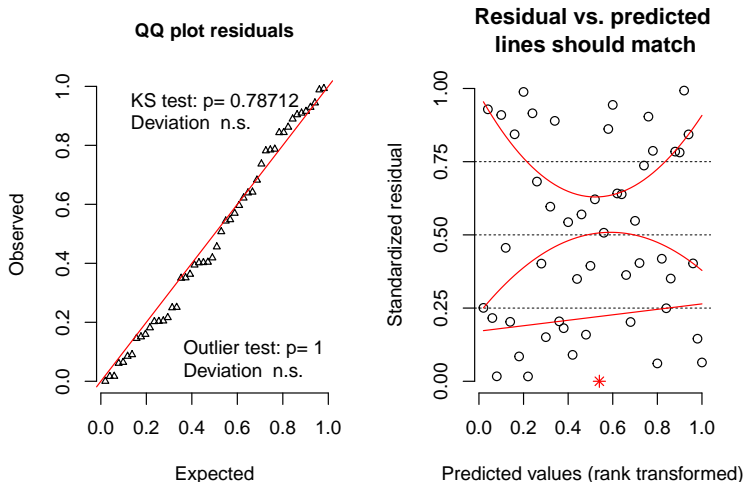 QQ plot residuals
KS test: p= 0.78712
Deviation n.s.
Outlier test: p= 1
Deviation n.s.
Observed
0.0
0.2
0.4
0.6
0.8
1.0
0.0 0.2 0.4 0.6 0.8 1.0
Expected
Residual vs. predicted
lines should match
Standardized residual
0.00
0.25
0.50
0.75
1.00
0.0 0.2 0.4 0.6 0.8 1.0
Predicted values (rank transformed)